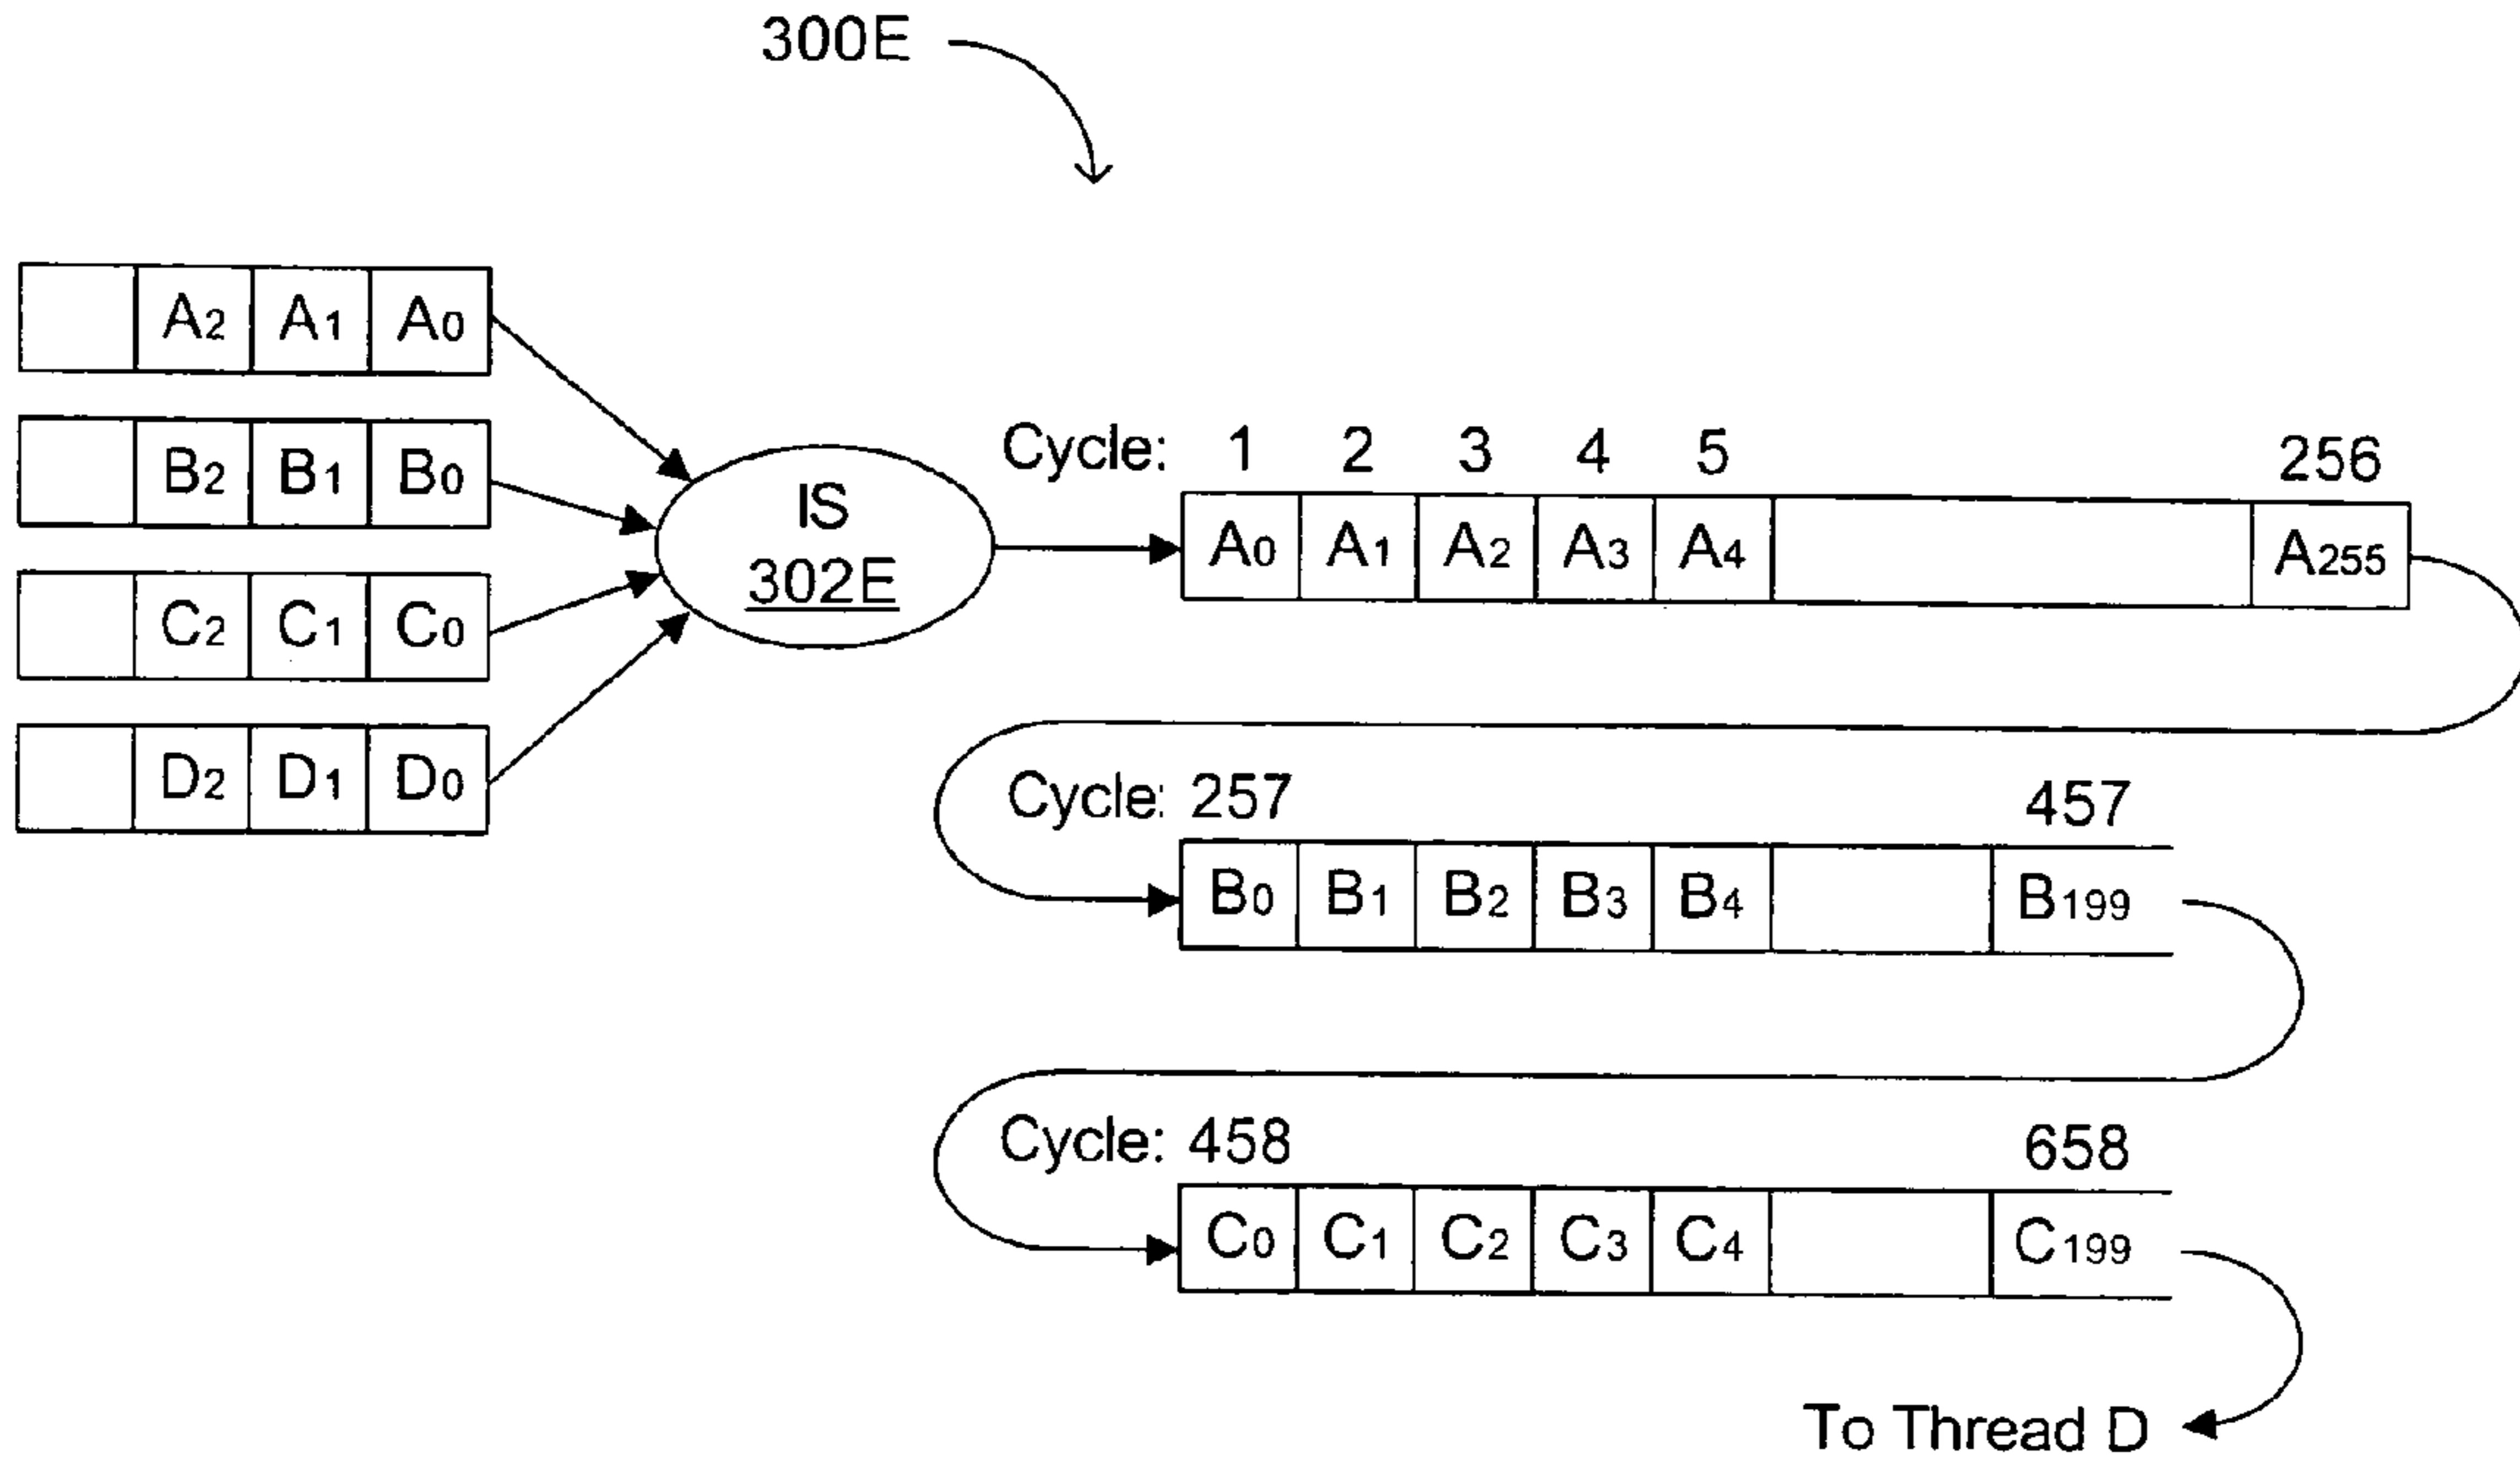 300E
A2 A1 A0
B2 B1 B0
C2 C1 C0
D2 D1 D0
IS
302E
Cycle: 1 2 3 4 5 256
A0 A1 A2 A3 A4 A255
Cycle: 257 457
B0 B1 B2 B3 B4 B199
Cycle: 458 658
C0 C1 C2 C3 C4 C199
To Thread D